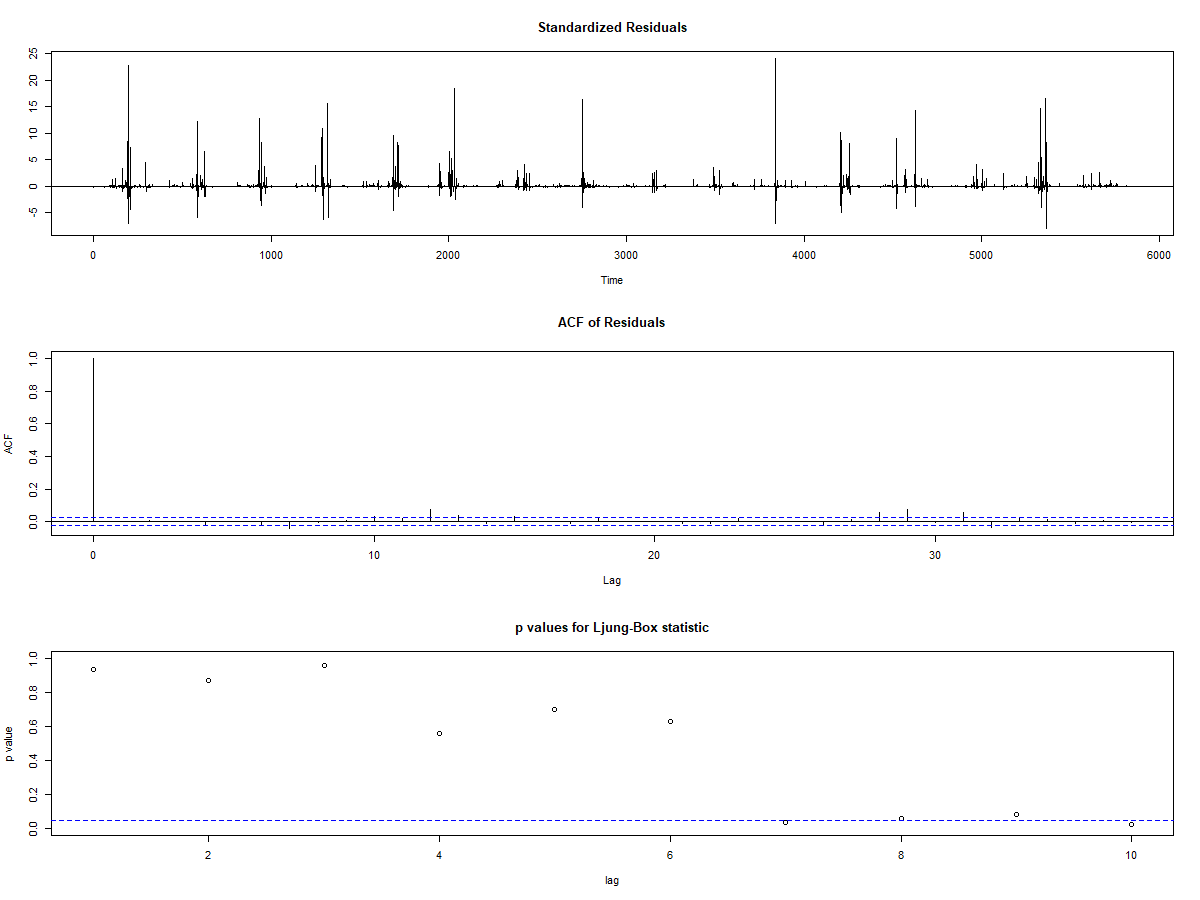 Standardized Residuals
25
20
15
10
5
0
-5
0 1000 2000 3000 4000 5000 6000
Time
ACF of Residuals
1.0
0.8
0.6
0.4
0.2
0.0
ACF
0 10 20 30
Lag
p values for Ljung-Box statistic
1.0
0.8
0.6
0.4
0.2
0.0
p value
2 4 6 8 10
lag